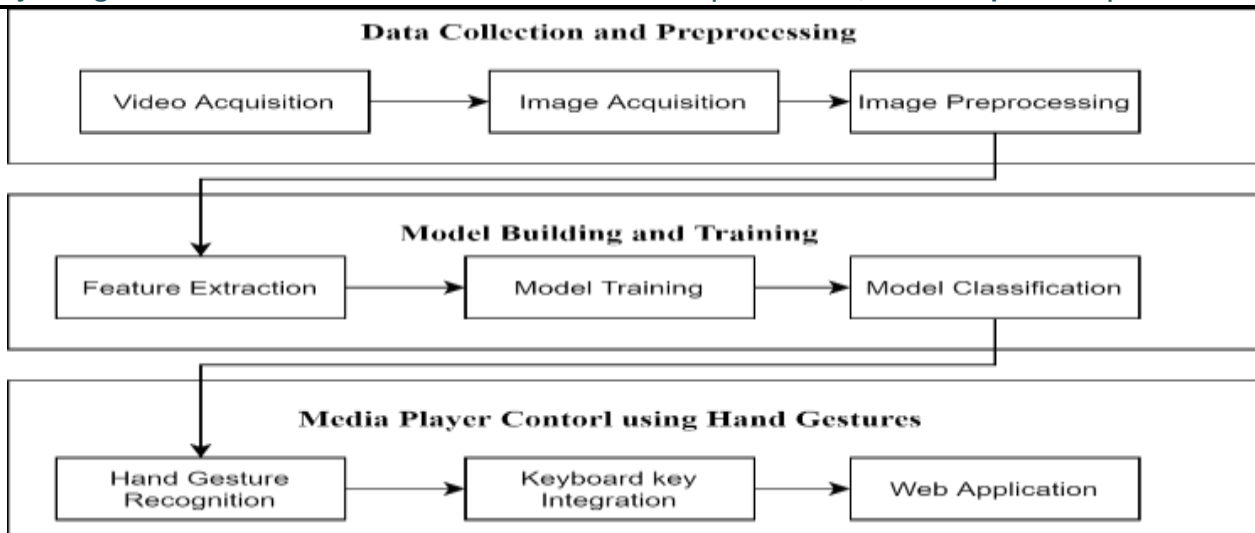 Data Collection and Preprocessing
Video Acquisition
Image Acquisition
Image Preprocessing
Model Building and Training
Feature Extraction
Model Training
Model Classification
Media Player Contorl using Hand Gestures
Hand Gesture
Recognition
Keyboard key
Integration
Web Application